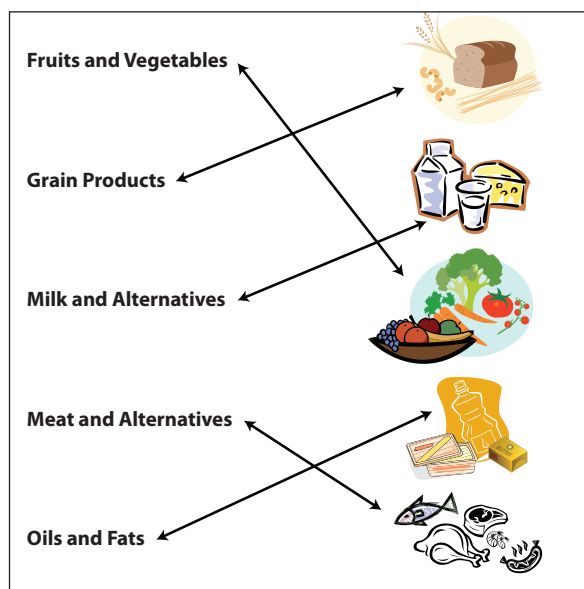 Fruits and Vegetables
Grain Products
Milk and Alternatives
Meat and Alternatives
Oils and Fats